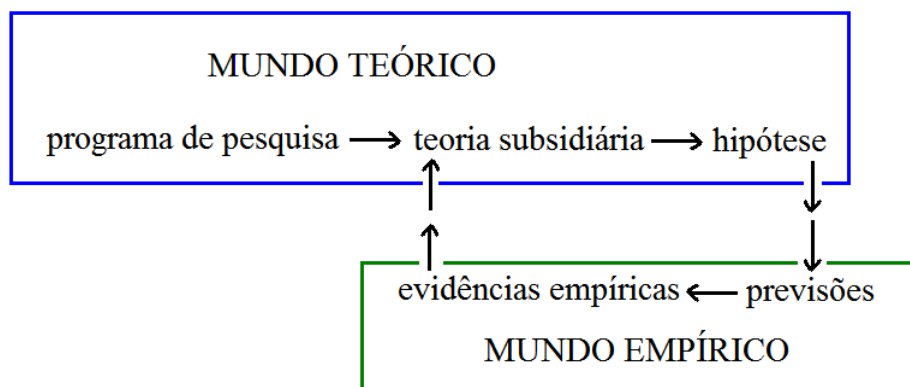 MUNDO TEÓRICO
programa de pesquisa teoria subsidiária hipótese
evidências empíricas previsões
MUNDO EMPÍRICO